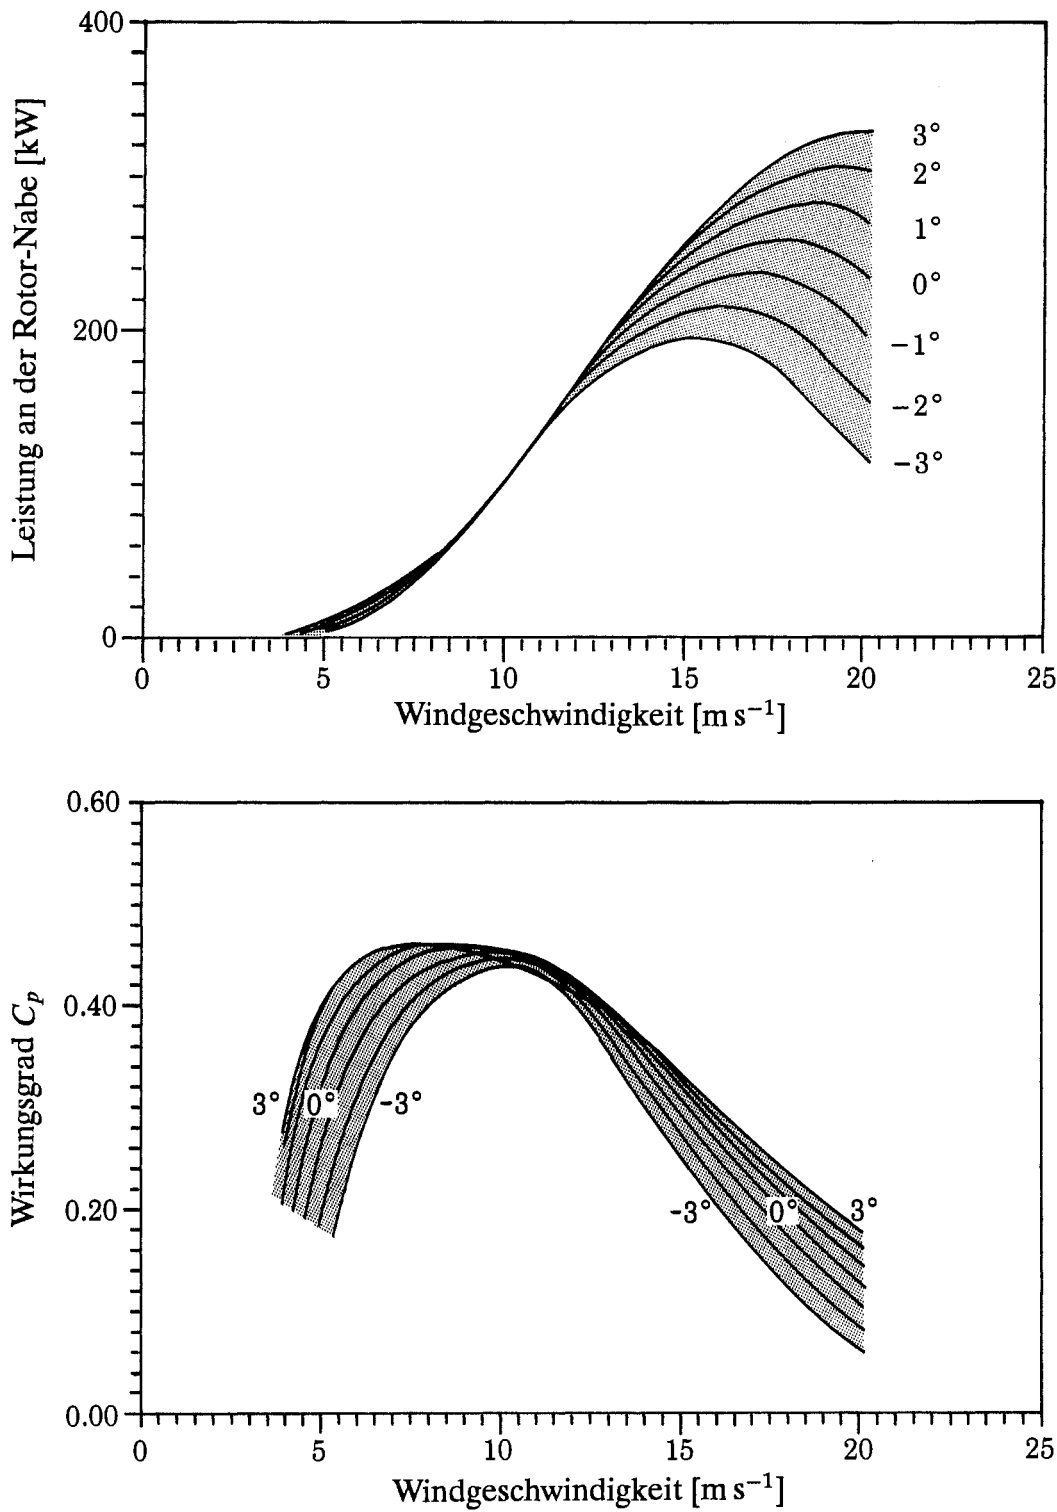 400
200
0
Leistung an der Rotor-Nabe [kW]
3°
2°
1°
0°
−1°
−2°
−3°
0 5 10 15 20 25
Windgeschwindigkeit [m s⁻¹]
0.60
0.40
0.20
0.00
Wirkungsgrad Cₚ
3° 0° -3°
-3° 0° 3°
0 5 10 15 20 25
Windgeschwindigkeit [m s⁻¹]